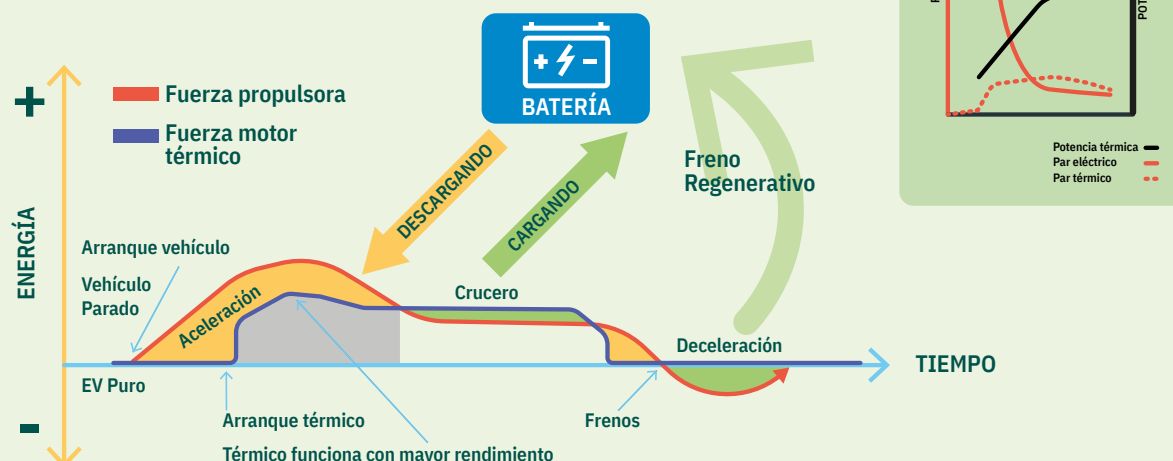 +
Fuerza propulsora
Fuerza motor
térmico
+ -
BATERÍA
DESCARGANDO
CARGANDO
Freno
Regenerativo
Potencia térmica
Par eléctrico
Par térmico
ENERGÍA
Arranque vehículo
Vehículo
Parado
Aceleración
Crucero
Deceleración
TIEMPO
EV Puro
Arranque térmico
Frenos
Térmico funciona con mayor rendimiento
-